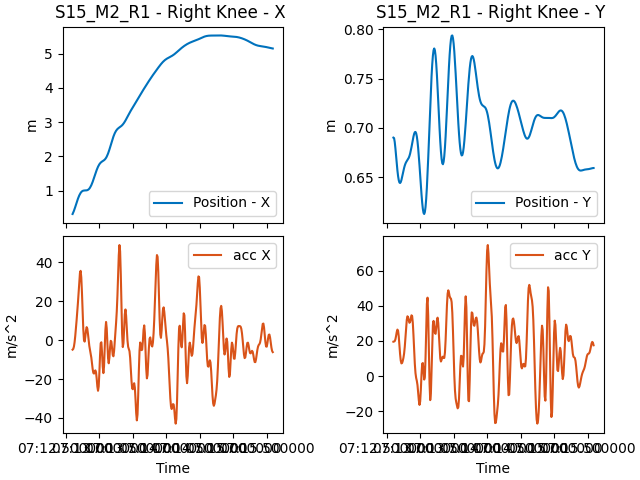 S15_M2_R1 - Right Knee - X
S15_M2_R1 - Right Knee - Y
5
4
3
2
1
m
Position - X
0.80
0.75
0.70
0.65
m
Position - Y
40
20
0
−20
−40
m/s^2
acc X
Time
60
40
20
0
−20
m/s^2
acc Y
Time